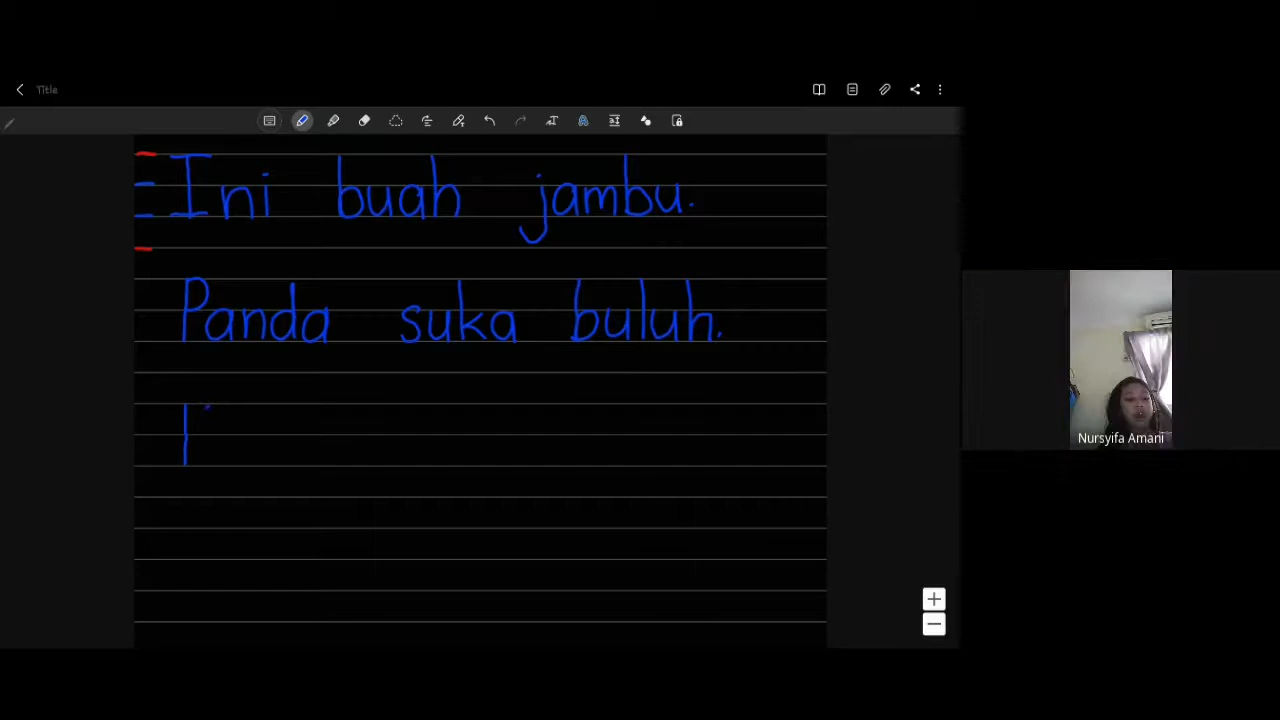 Title
Ini buah jambu.
Panda suka buluh.
Nursyifa Amani